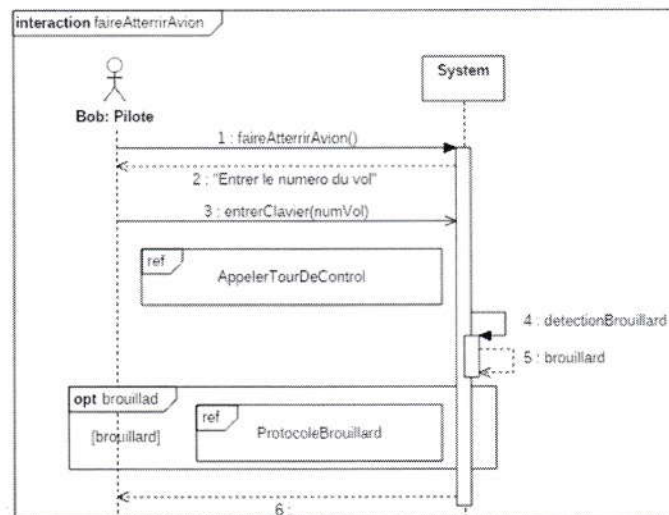 interaction faireAtterrirAvion
System
Bob: Pilote
1 : faireAtterrirAvion()
2 : "Entrer le numero du vol"
3 : entrerClavier(numVol)
ref
AppelerTourDeControl
4 : detectionBrouillard
5 : brouillard
opt brouillad
[brouillard]
ref
ProtocoleBrouillard
6 :